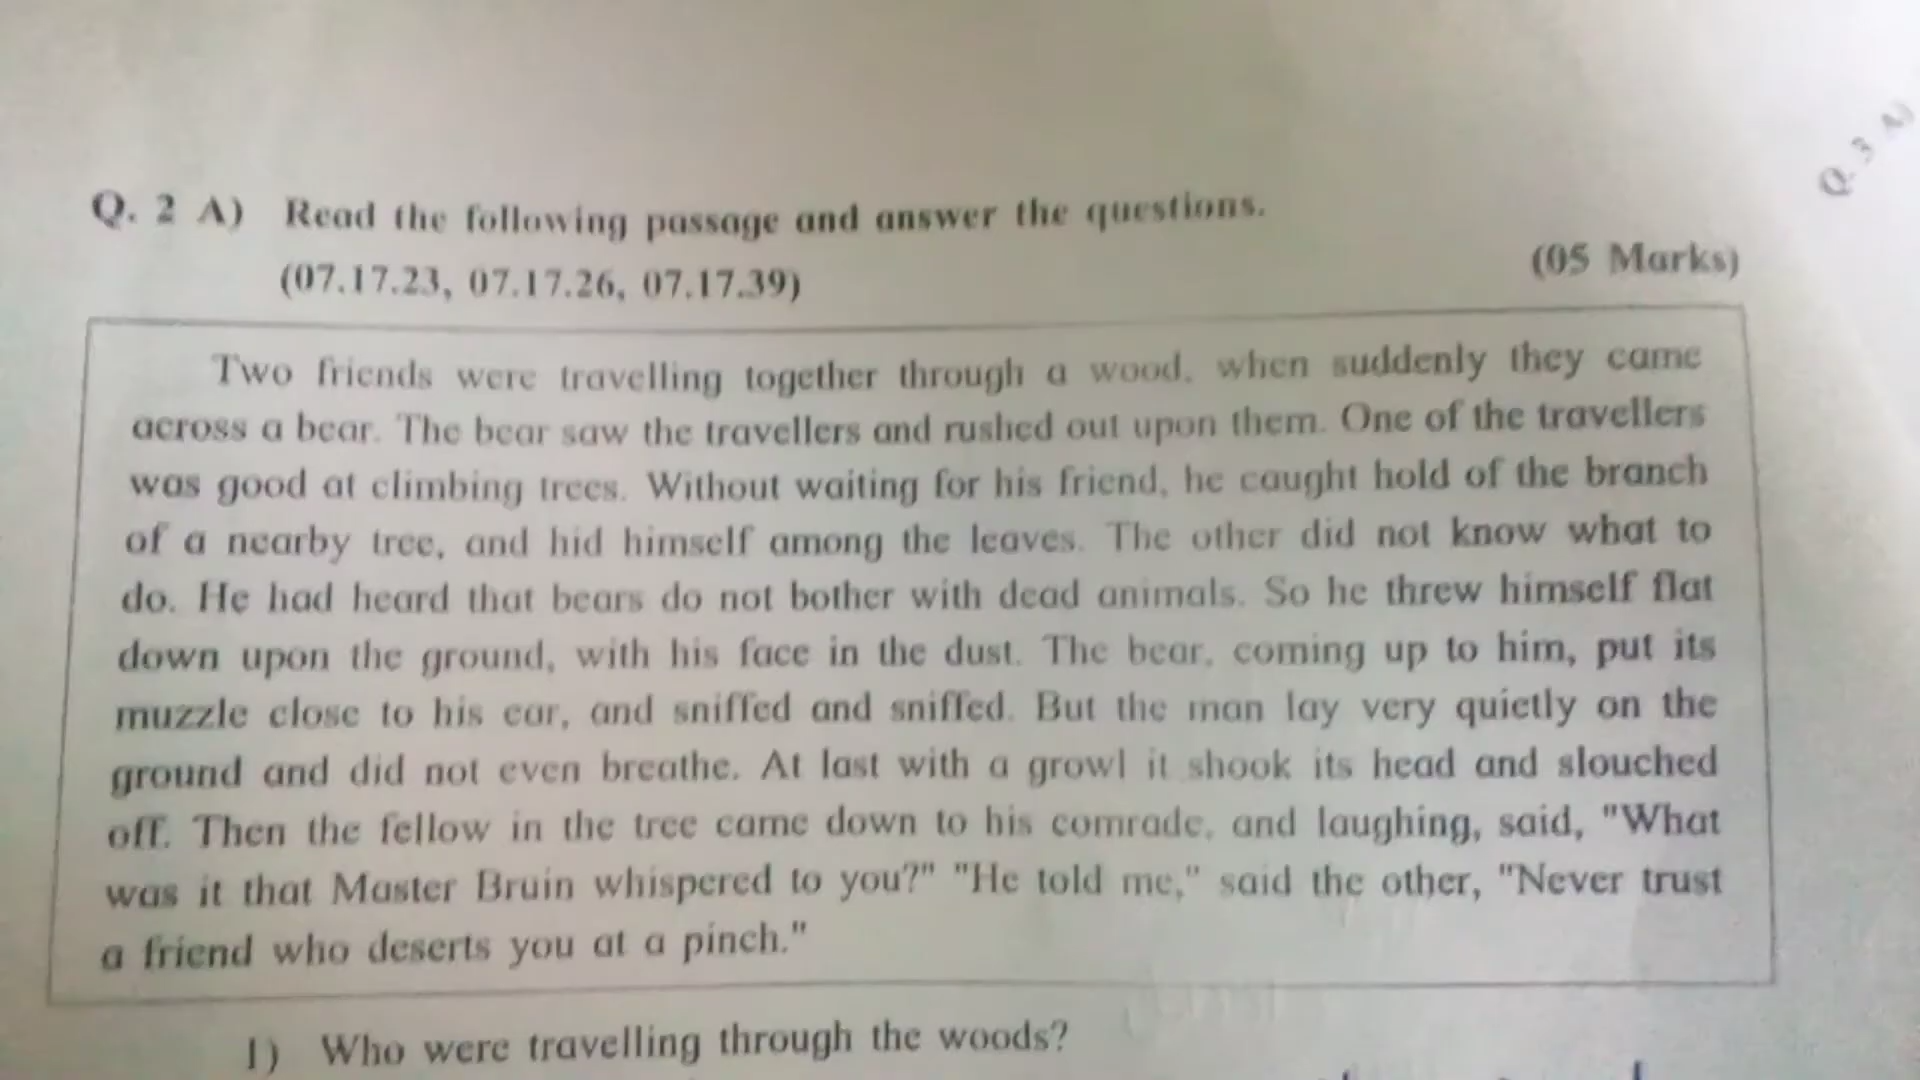 Q. 3 A)
Q. 2 A) Read the following passage and answer the questions.
(07.17.23, 07.17.26, 07.17.39)
(05 Marks)
Two friends were travelling together through a wood, when suddenly they came
across a bear. The bear saw the travellers and rushed out upon them. One of the travellers
was good at climbing trees. Without waiting for his friend, he caught hold of the branch
of a nearby tree, and hid himself among the leaves. The other did not know what to
do. He had heard that bears do not bother with dead animals. So he threw himself flat
down upon the ground, with his face in the dust. The bear, coming up to him, put its
muzzle close to his ear, and sniffed and sniffed. But the man lay very quietly on the
ground and did not even breathe. At last with a growl it shook its head and slouched
off. Then the fellow in the tree came down to his comrade, and laughing, said, "What
was it that Master Bruin whispered to you?" "He told me," said the other, "Never trust
a friend who deserts you at a pinch."
1) Who were travelling through the woods?